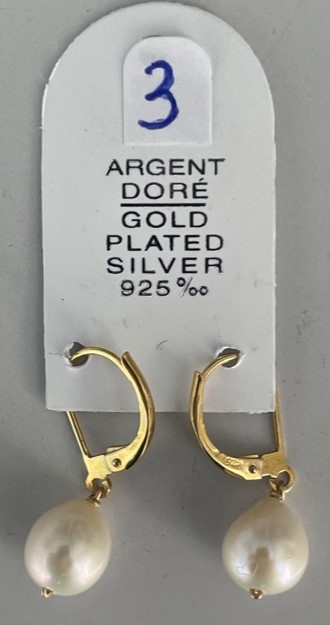 3
ARGENT
DORÉ
GOLD
PLATED
SILVER
925‰